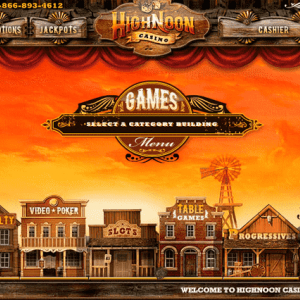 -866-893-4612
HIGHNOON
CASINO
OTIONS
JACKPOTS
CASHIER
GAMES
SELECT A CATEGORY BUILDING
Menu
LTY
VIDEO★POKER
SLOTS
TABLE
GAMES
ROGRESSIVES
WELCOME TO HIGHNOON CASI